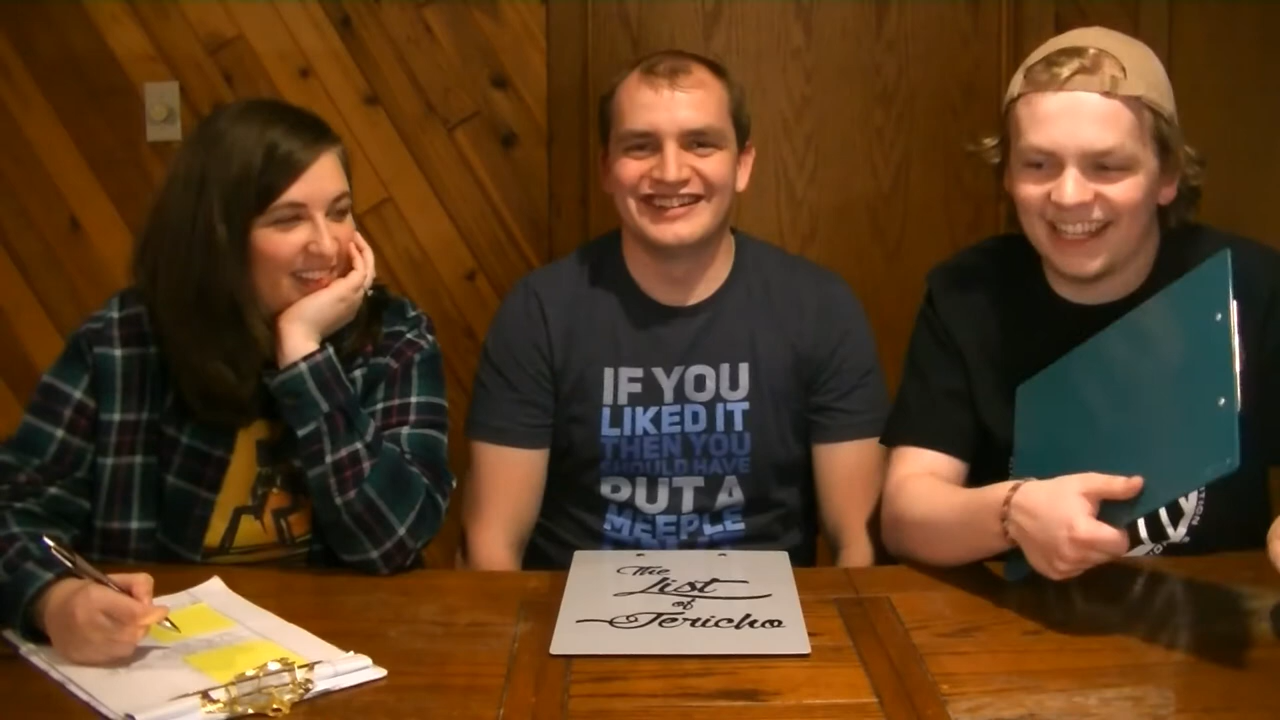 IF YOU
LIKED IT
THEN YOU
SHOULD HAVE
PUT A
MEEPLE
The
List
of
Jericho